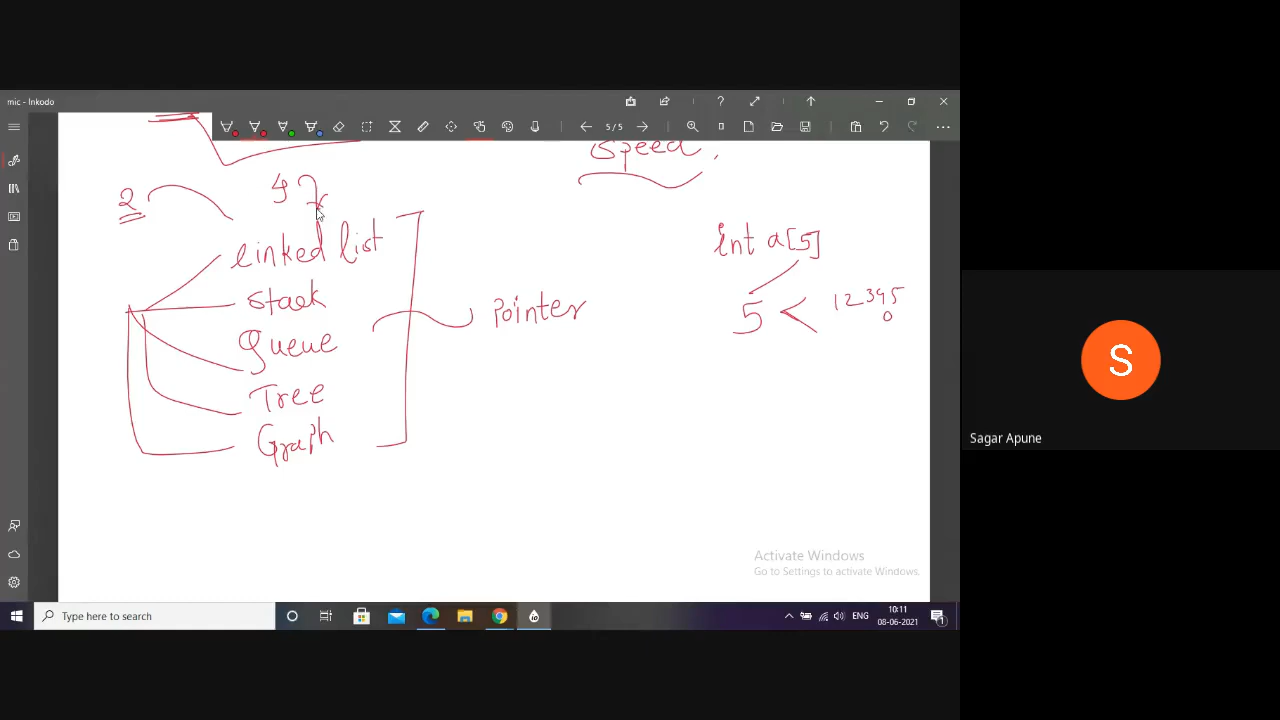 mic - Inkodo
5/5
Speed.
2
linked list
Stack
Queue
Tree
Graph
Pointer
int a[5]
5 < 12345
0
S
Sagar Apune
Activate Windows
Go to Settings to activate Windows.
Type here to search
ENG
10:11
08-06-2021